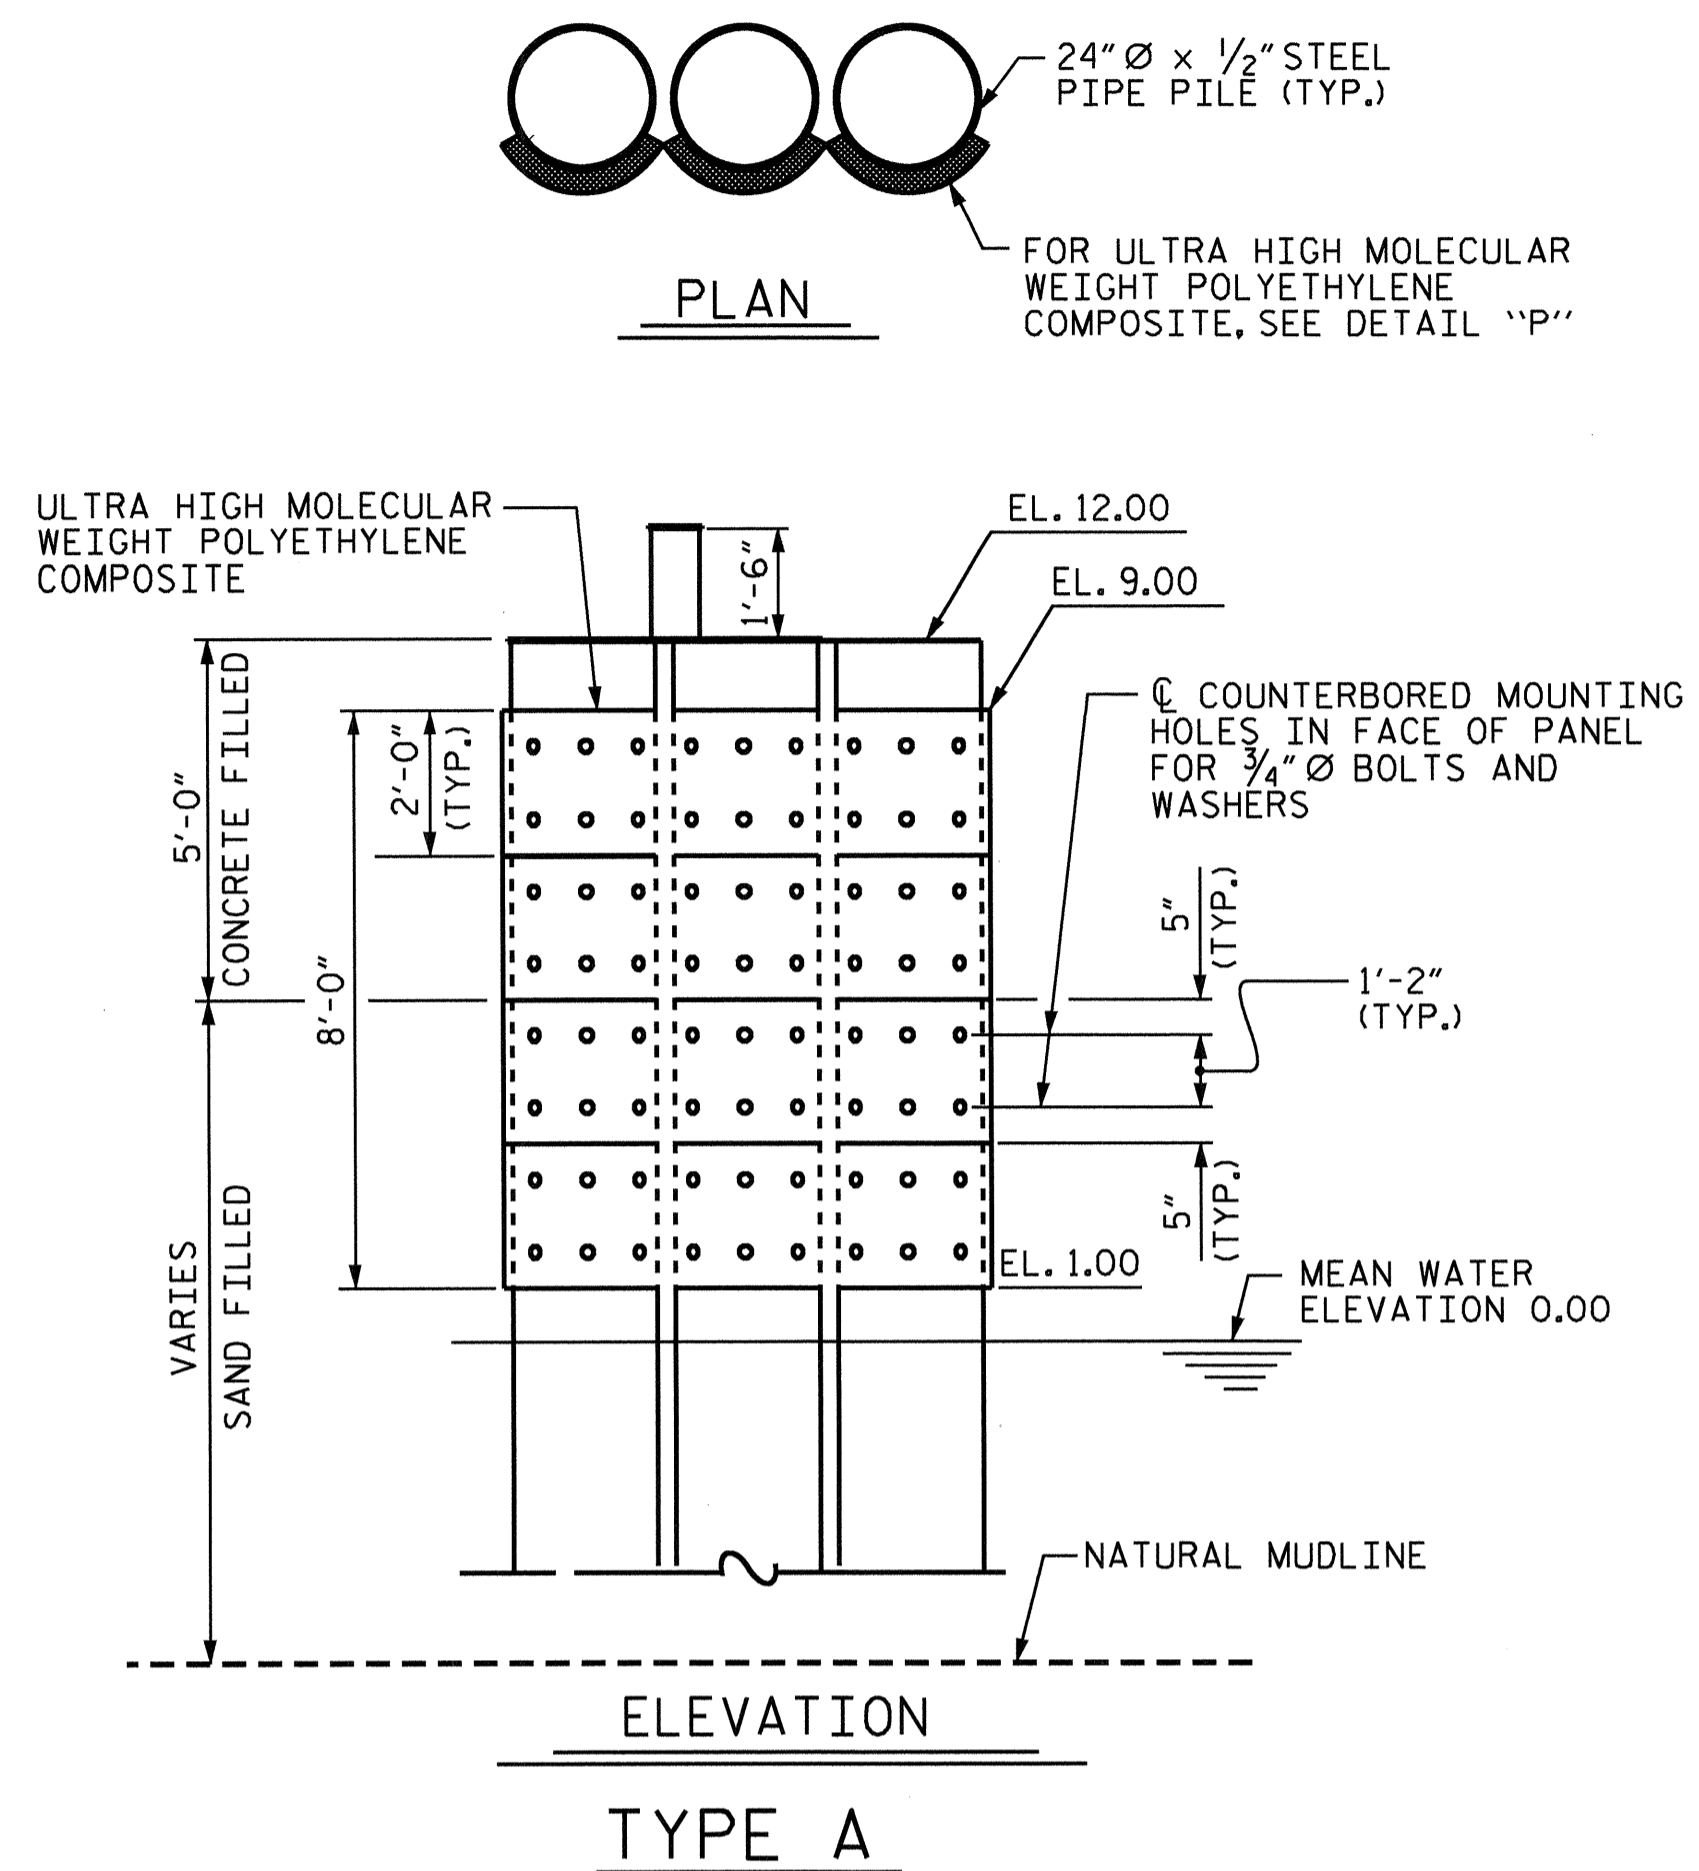 24" Ø x 1/2" STEEL
PIPE PILE (TYP.)
FOR ULTRA HIGH MOLECULAR
WEIGHT POLYETHYLENE
COMPOSITE, SEE DETAIL "P"
PLAN
ULTRA HIGH MOLECULAR
WEIGHT POLYETHYLENE
COMPOSITE
1'-6"
EL. 12.00
EL. 9.00
℄ COUNTERBORED MOUNTING
HOLES IN FACE OF PANEL
FOR 3/4" Ø BOLTS AND
WASHERS
5'-0"
CONCRETE FILLED
2'-0"
(TYP.)
8'-0"
5"
(TYP.)
1'-2"
(TYP.)
5"
(TYP.)
VARIES
SAND FILLED
EL. 1.00
MEAN WATER
ELEVATION 0.00
NATURAL MUDLINE
ELEVATION
TYPE A